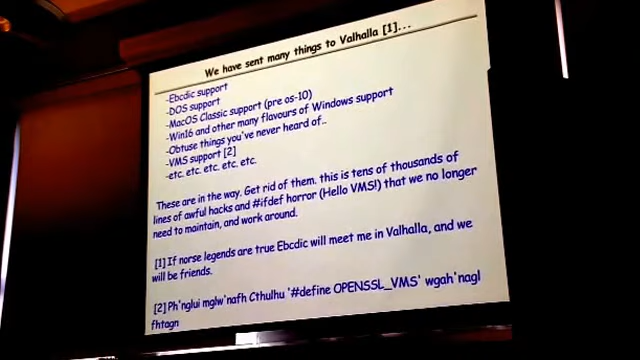 We have sent many things to Valhalla [1]...
-Ebcdic support
-DOS support
-MacOS Classic support (pre os-10)
-Win16 and other many flavours of Windows support
-Obtuse things you've never heard of..
-VMS support [2]
-etc. etc. etc. etc. etc.
These are in the way. Get rid of them. this is tens of thousands of
lines of awful hacks and #ifdef horror (Hello VMS!) that we no longer
need to maintain, and work around.
[1] If norse legends are true Ebcdic will meet me in Valhalla, and we
will be friends.
[2] Ph'nglui mglw'nafh Cthulhu '#define OPENSSL_VMS' wgah'nagl
fhtagn